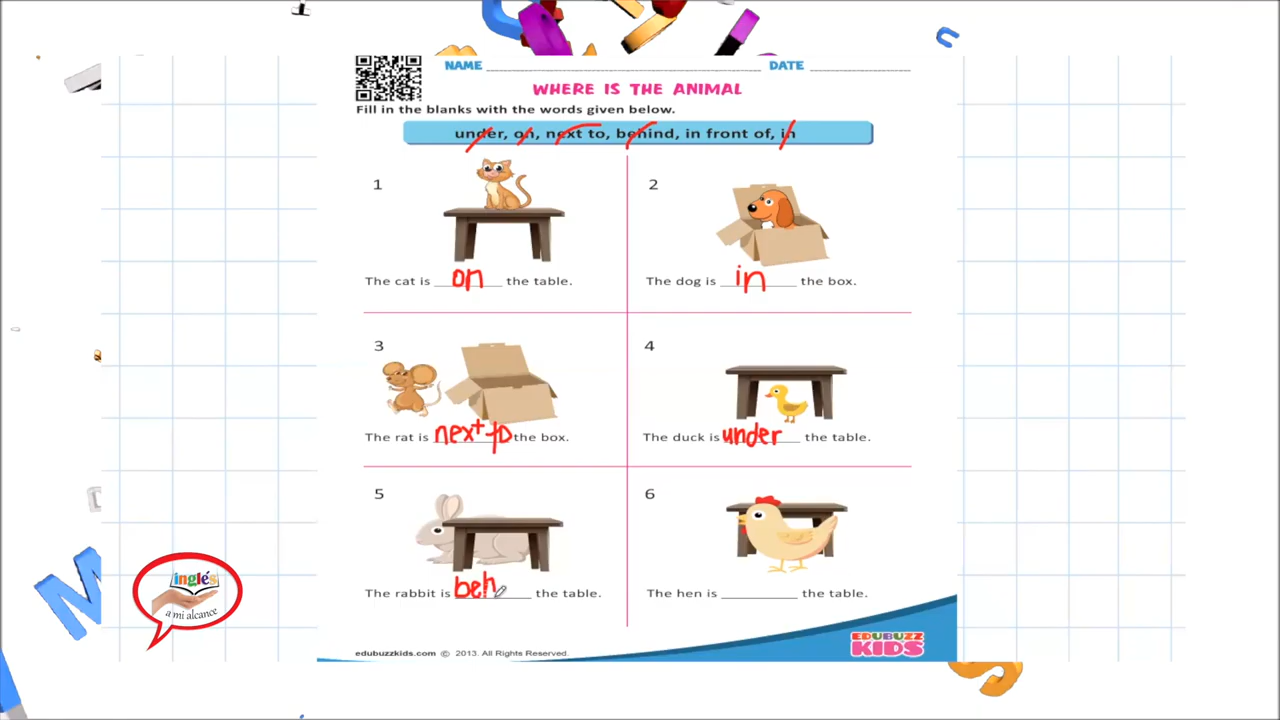 NAME DATE
WHERE IS THE ANIMAL
Fill in the blanks with the words given below.
under, on, next to, behind, in front of, in
1
2
The cat is on the table.
The dog is in the box.
3
4
The rat is next to the box.
The duck is under the table.
5
6
The rabbit is beh the table.
The hen is the table.
inglés
a mi alcance
edubuzzkids.com © 2013. All Rights Reserved.
EDUBUZZ
KIDS